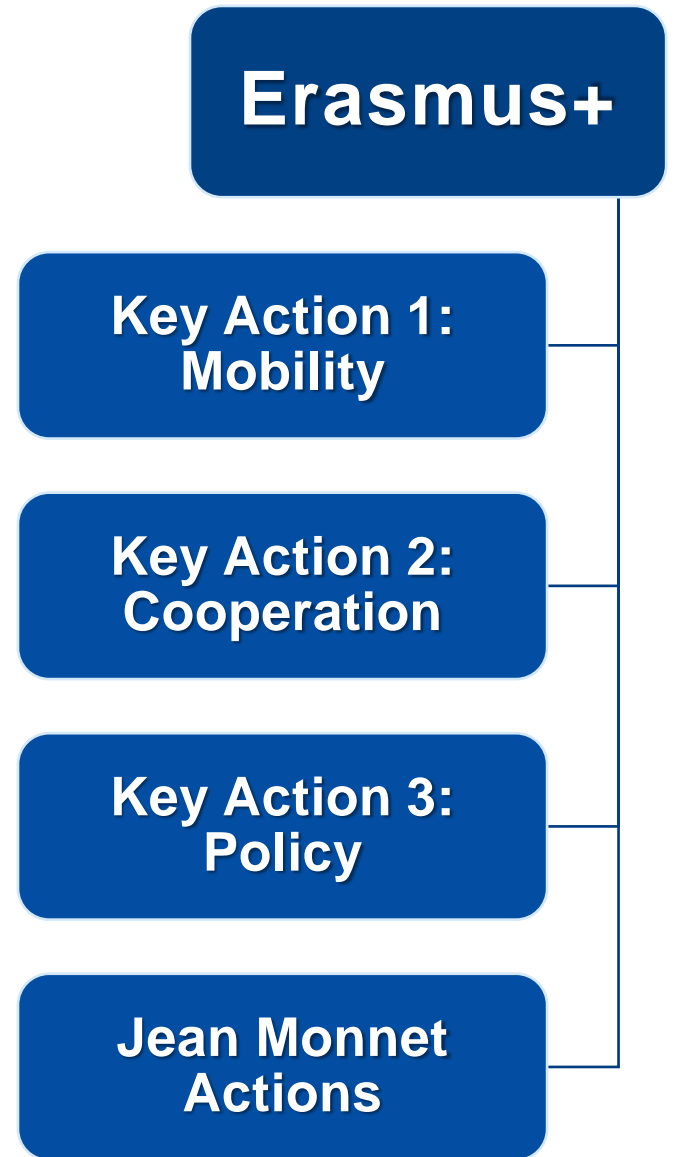 Erasmus+
Key Action 1:
Mobility
Key Action 2:
Cooperation
Key Action 3:
Policy
Jean Monnet
Actions